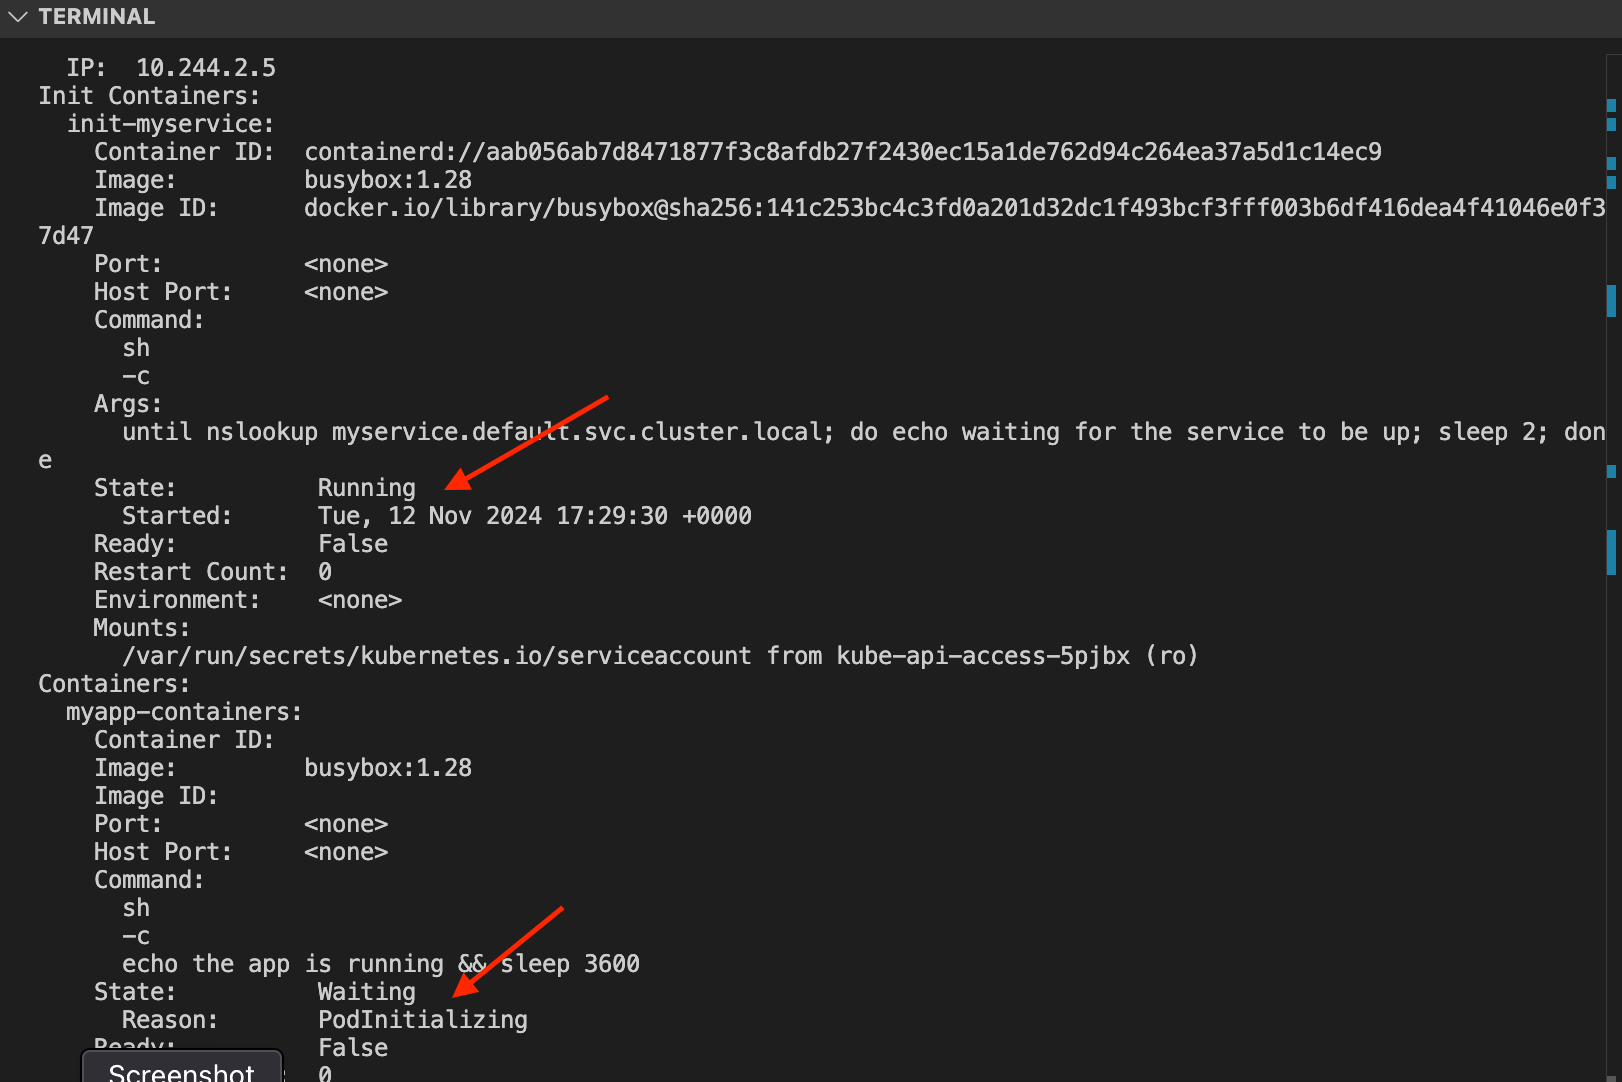 TERMINAL
IP:  10.244.2.5
Init Containers:
init-myservice:
Container ID:  containerd://aab056ab7d8471877f3c8afdb27f2430ec15a1de762d94c264ea37a5d1c14ec9
Image:         busybox:1.28
Image ID:      docker.io/library/busybox@sha256:141c253bc4c3fd0a201d32dc1f493bcf3fff003b6df416dea4f41046e0f3
7d47
Port:          <none>
Host Port:     <none>
Command:
sh
-c
Args:
until nslookup myservice.default.svc.cluster.local; do echo waiting for the service to be up; sleep 2; don
e
State:          Running
Started:      Tue, 12 Nov 2024 17:29:30 +0000
Ready:          False
Restart Count:  0
Environment:    <none>
Mounts:
/var/run/secrets/kubernetes.io/serviceaccount from kube-api-access-5pjbx (ro)
Containers:
myapp-containers:
Container ID:
Image:         busybox:1.28
Image ID:
Port:          <none>
Host Port:     <none>
Command:
sh
-c
echo the app is running && sleep 3600
State:          Waiting
Reason:       PodInitializing
Ready:          False
Screenshot : 0